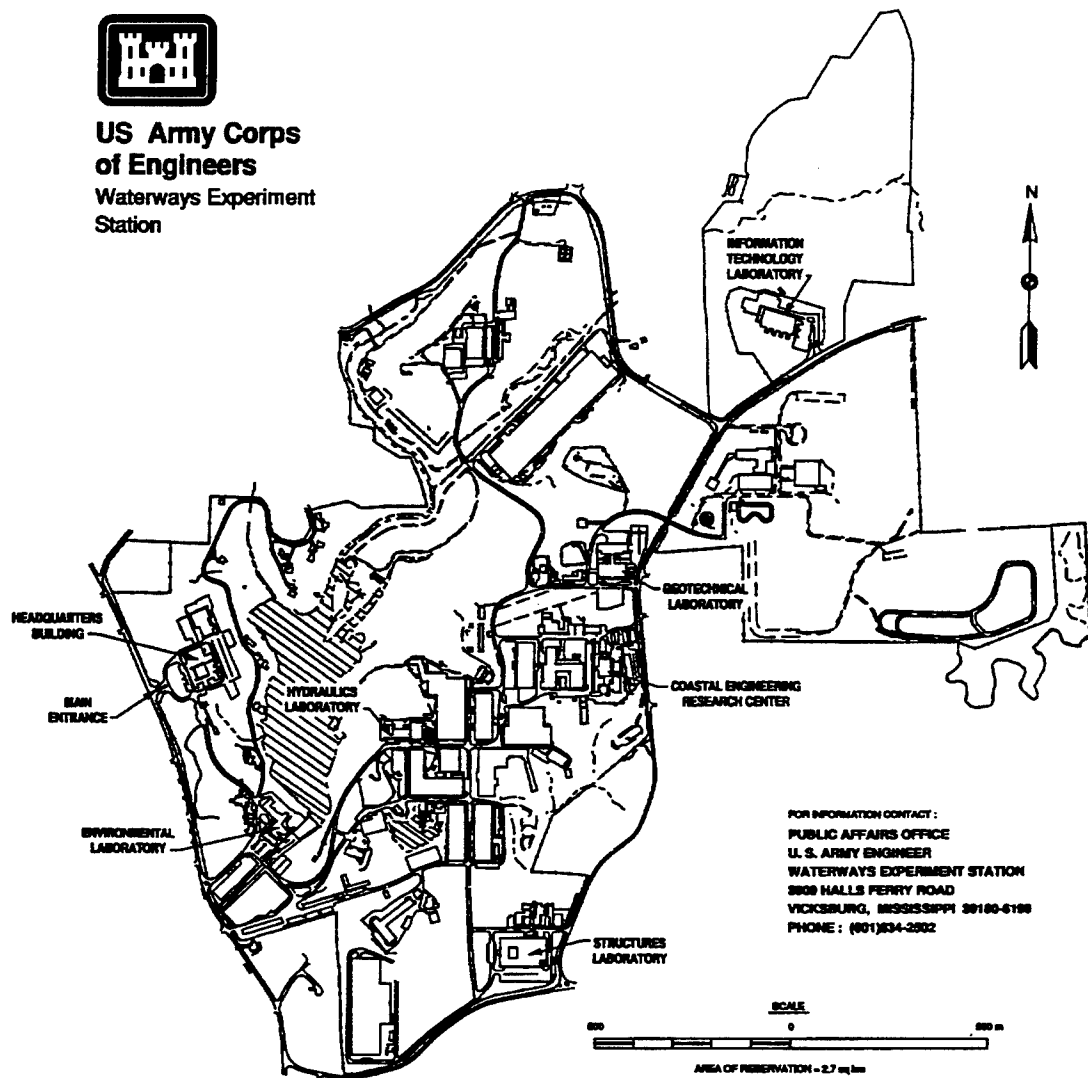 US Army Corps
of Engineers
Waterways Experiment
Station
N
INFORMATION
TECHNOLOGY
LABORATORY
HEADQUARTERS
BUILDING
MAIN
ENTRANCE
HYDRAULICS
LABORATORY
GEOTECHNICAL
LABORATORY
COASTAL ENGINEERING
RESEARCH CENTER
ENVIRONMENTAL
LABORATORY
STRUCTURES
LABORATORY
FOR INFORMATION CONTACT :
PUBLIC AFFAIRS OFFICE
U. S. ARMY ENGINEER
WATERWAYS EXPERIMENT STATION
HALLS FERRY ROAD
VICKSBURG, MISSISSIPPI
PHONE :
SCALE
0
AREA OF RESERVATION = 2.7 sq km